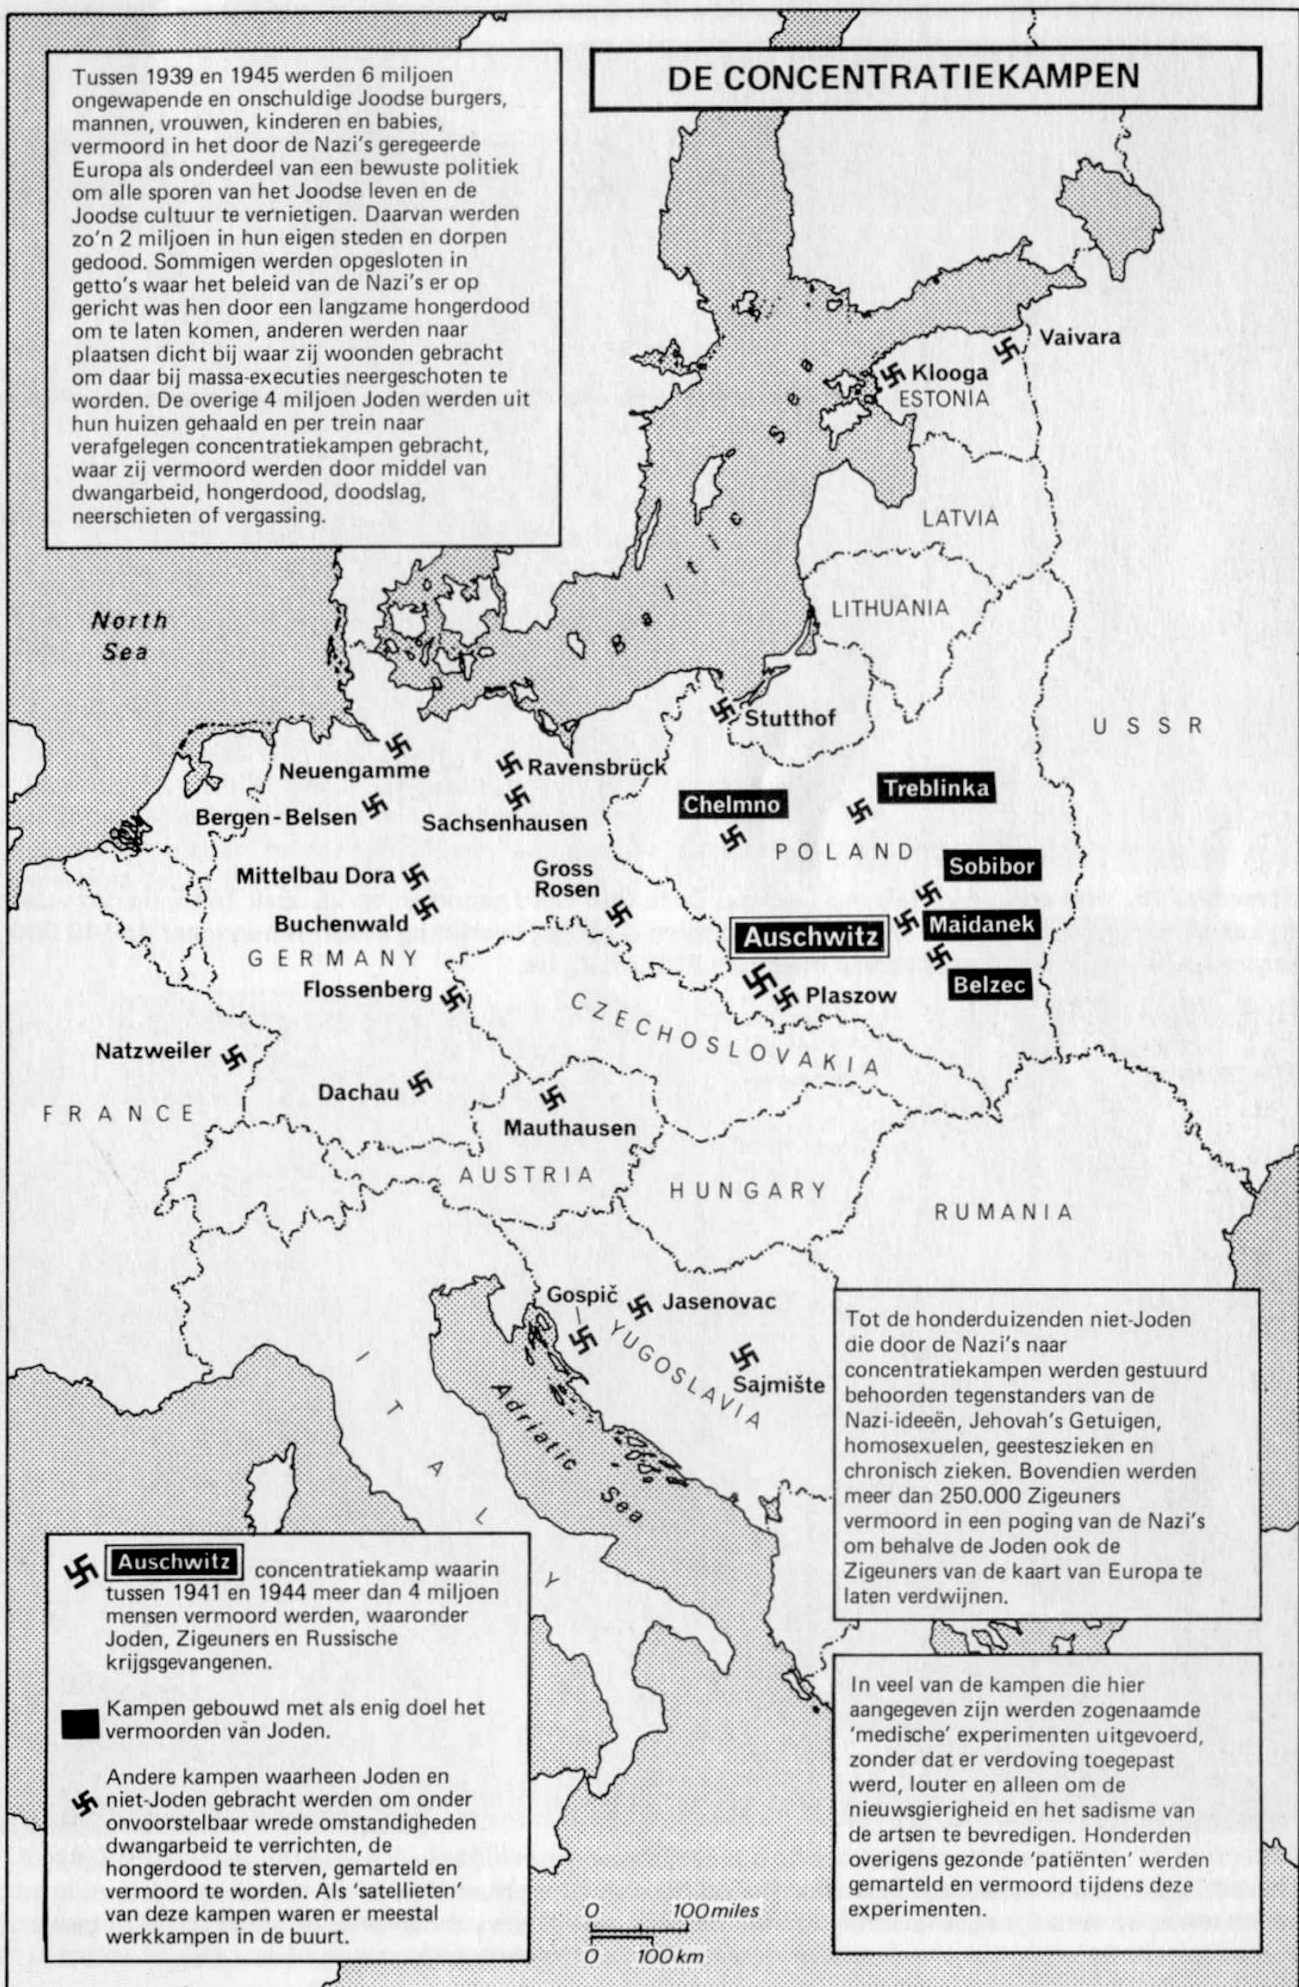 DE CONCENTRATIEKAMPEN
Tussen 1939 en 1945 werden 6 miljoen
ongewapende en onschuldige Joodse burgers,
mannen, vrouwen, kinderen en babies,
vermoord in het door de Nazi's geregeerde
Europa als onderdeel van een bewuste politiek
om alle sporen van het Joodse leven en de
Joodse cultuur te vernietigen. Daarvan werden
zo'n 2 miljoen in hun eigen steden en dorpen
gedood. Sommigen werden opgesloten in
getto's waar het beleid van de Nazi's er op
gericht was hen door een langzame hongerdood
om te laten komen, anderen werden naar
plaatsen dicht bij waar zij woonden gebracht
om daar bij massa-executies neergeschoten te
worden. De overige 4 miljoen Joden werden uit
hun huizen gehaald en per trein naar
verafgelegen concentratiekampen gebracht,
waar zij vermoord werden door middel van
dwangarbeid, hongerdood, doodslag,
neerschieten of vergassing.
Vaivara
Klooga
ESTONIA
Baltic Sea
LATVIA
LITHUANIA
North
Sea
Stutthof
USSR
Neuengamme
Ravensbrück
Bergen-Belsen
Sachsenhausen
Chelmno
Treblinka
POLAND
Mittelbau Dora
Gross
Rosen
Sobibor
Buchenwald
Maidanek
Auschwitz
GERMANY
Flossenberg
Plaszow
Belzec
CZECHOSLOVAKIA
Natzweiler
Dachau
FRANCE
Mauthausen
AUSTRIA
HUNGARY
RUMANIA
Gospič
Jasenovac
YUGOSLAVIA
Sajmište
ITALY
Adriatic Sea
Tot de honderduizenden niet-Joden
die door de Nazi's naar
concentratiekampen werden gestuurd
behoorden tegenstanders van de
Nazi-ideeën, Jehovah's Getuigen,
homosexuelen, geesteszieken en
chronisch zieken. Bovendien werden
meer dan 250.000 Zigeuners
vermoord in een poging van de Nazi's
om behalve de Joden ook de
Zigeuners van de kaart van Europa te
laten verdwijnen.
Auschwitz concentratiekamp waarin
tussen 1941 en 1944 meer dan 4 miljoen
mensen vermoord werden, waaronder
Joden, Zigeuners en Russische
krijgsgevangenen.
Kampen gebouwd met als enig doel het
vermoorden van Joden.
Andere kampen waarheen Joden en
niet-Joden gebracht werden om onder
onvoorstelbaar wrede omstandigheden
dwangarbeid te verrichten, de
hongerdood te sterven, gemarteld en
vermoord te worden. Als 'satellieten'
van deze kampen waren er meestal
werkkampen in de buurt.
In veel van de kampen die hier
aangegeven zijn werden zogenaamde
'medische' experimenten uitgevoerd,
zonder dat er verdoving toegepast
werd, louter en alleen om de
nieuwsgierigheid en het sadisme van
de artsen te bevredigen. Honderden
overigens gezonde 'patiënten' werden
gemarteld en vermoord tijdens deze
experimenten.
0 100 miles
0 100 km